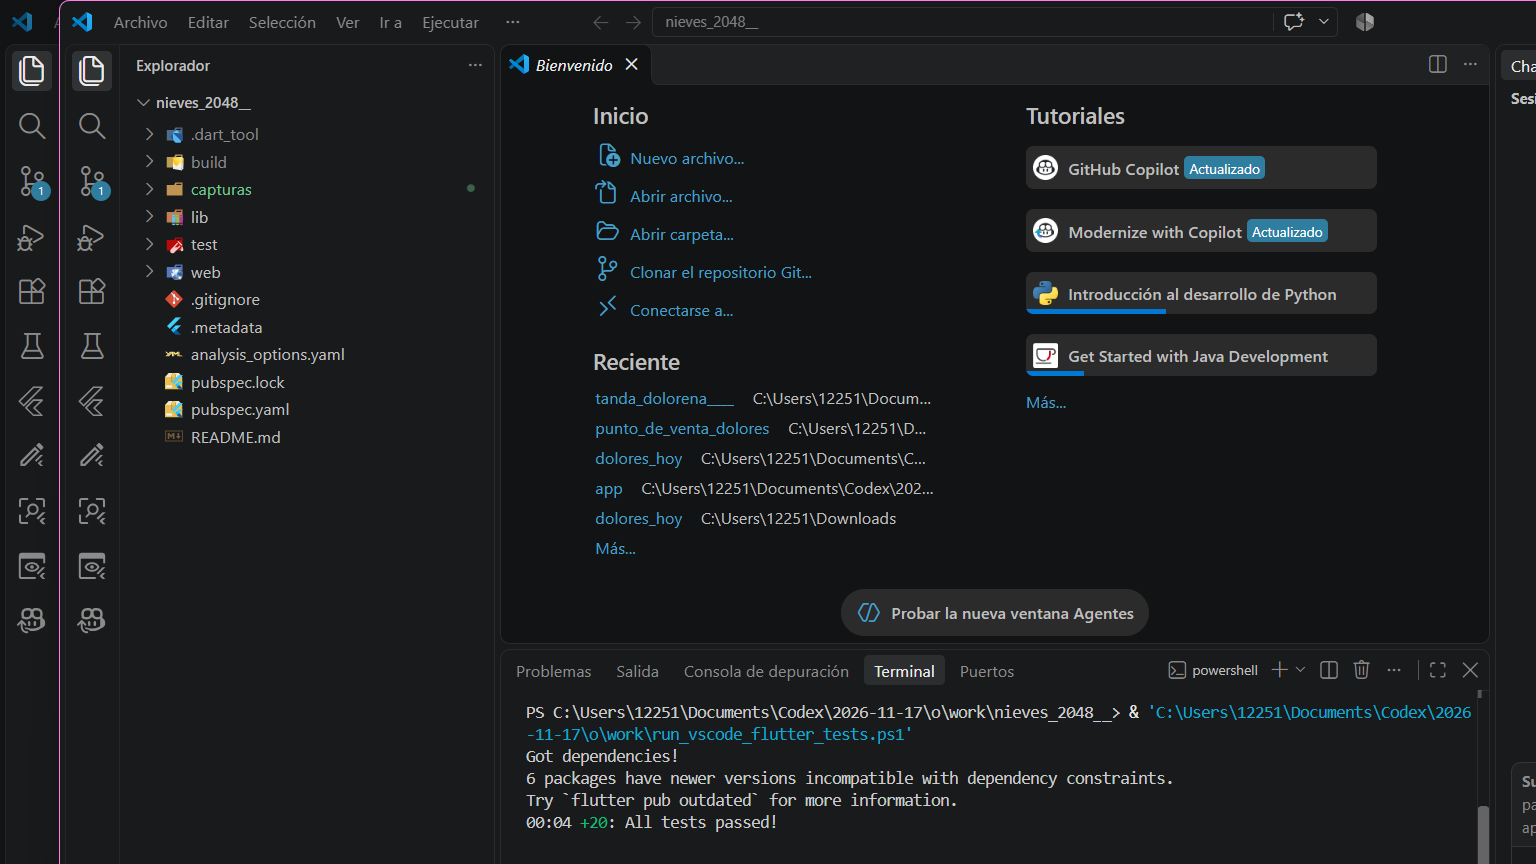 Archivo Editar Selección Ver Ir a Ejecutar ···
nieves_2048__
Explorador
nieves_2048__
.dart_tool
build
capturas
lib
test
web
.gitignore
.metadata
analysis_options.yaml
pubspec.lock
pubspec.yaml
README.md
1
1
Bienvenido
Inicio
Nuevo archivo...
Abrir archivo...
Abrir carpeta...
Clonar el repositorio Git...
Conectarse a...
Reciente
tanda_dolorena____ C:\Users\12251\Docum...
punto_de_venta_dolores C:\Users\12251\D...
dolores_hoy C:\Users\12251\Documents\C...
app C:\Users\12251\Documents\Codex\202...
dolores_hoy C:\Users\12251\Downloads
Más...
Tutoriales
GitHub Copilot Actualizado
Modernize with Copilot Actualizado
Introducción al desarrollo de Python
Get Started with Java Development
Más...
Probar la nueva ventana Agentes
Problemas Salida Consola de depuración Terminal Puertos
powershell
PS C:\Users\12251\Documents\Codex\2026-11-17\o\work\nieves_2048__> & 'C:\Users\12251\Documents\Codex\2026
-11-17\o\work\run_vscode_flutter_tests.ps1'
Got dependencies!
6 packages have newer versions incompatible with dependency constraints.
Try `flutter pub outdated` for more information.
00:04 +20: All tests passed!